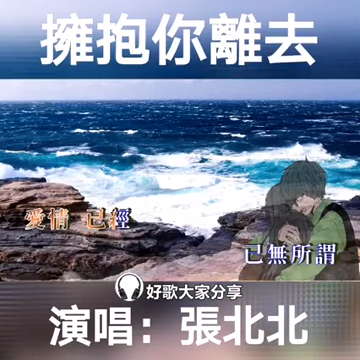 擁抱你離去
愛情 已經
已無所謂
好歌大家分享
演唱：張北北